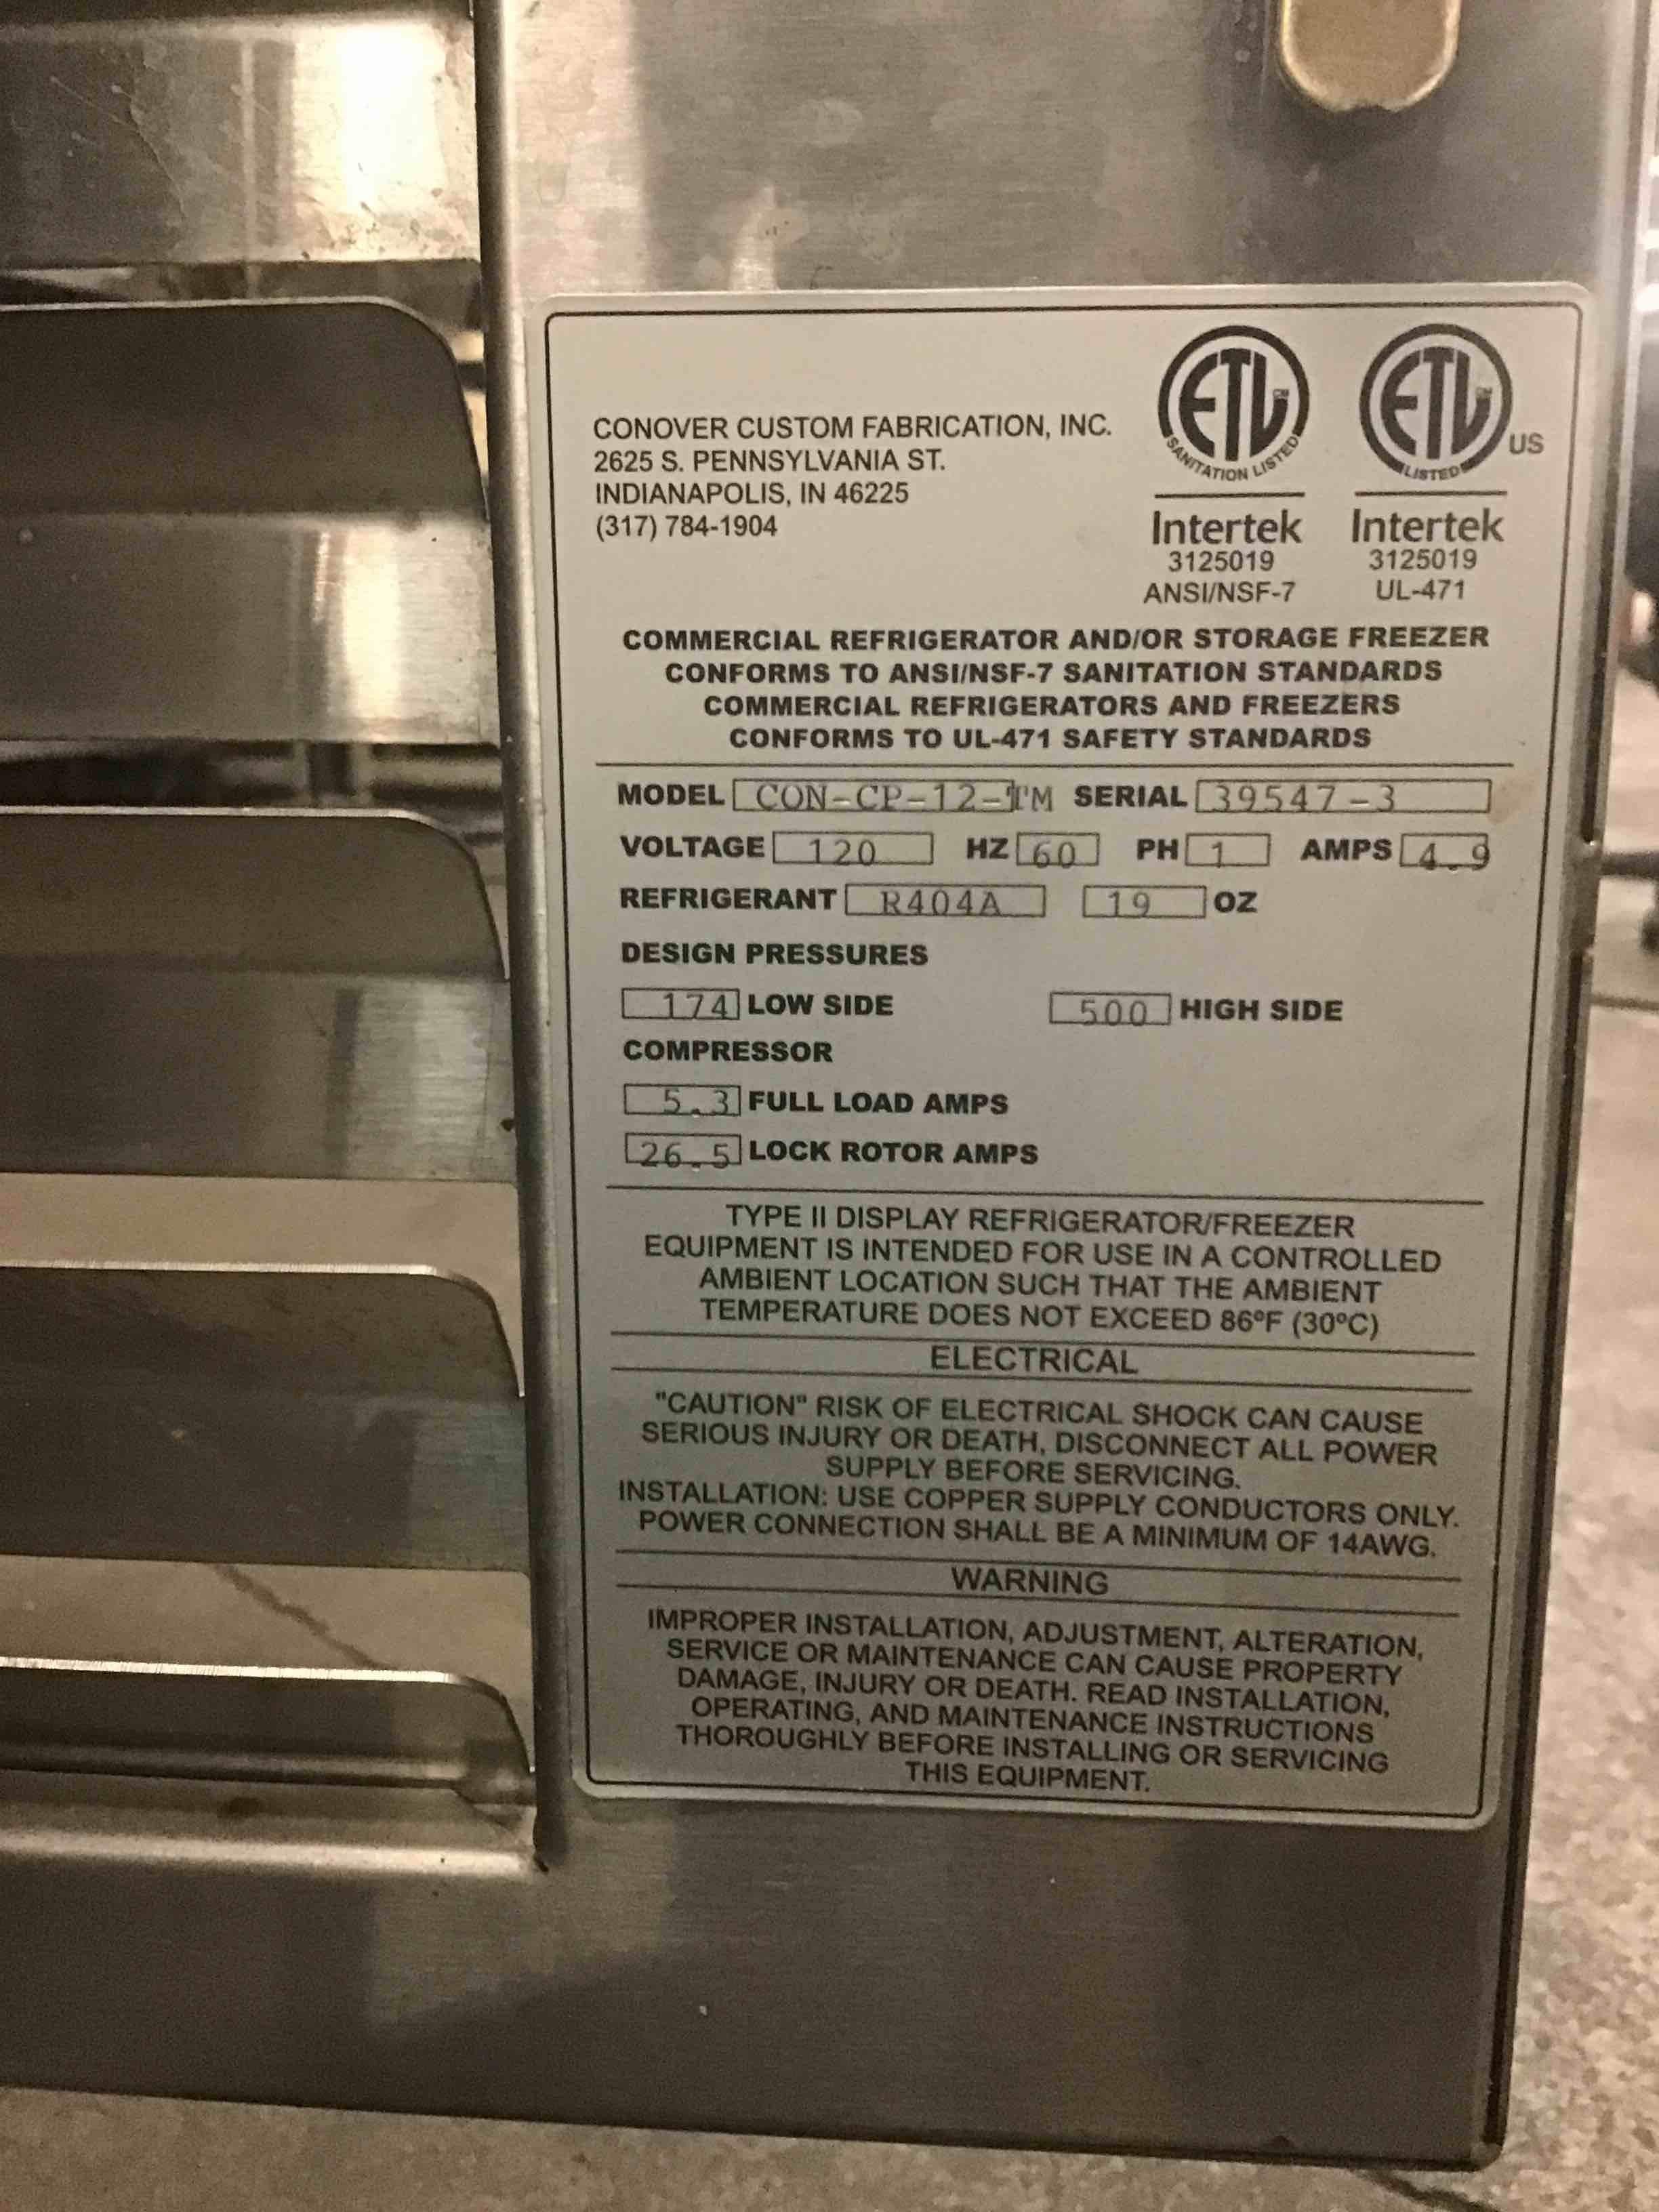 CONOVER CUSTOM FABRICATION, INC.
2625 S. PENNSYLVANIA ST.
INDIANAPOLIS, IN 46225
(317) 784-1904
ETL CM
SANITATION LISTED
Intertek
3125019
ANSI/NSF-7
ETL CM
LISTED
US
Intertek
3125019
UL-471
COMMERCIAL REFRIGERATOR AND/OR STORAGE FREEZER
CONFORMS TO ANSI/NSF-7 SANITATION STANDARDS
COMMERCIAL REFRIGERATORS AND FREEZERS
CONFORMS TO UL-471 SAFETY STANDARDS
MODEL CON-CP-12-TM SERIAL 39547-3
VOLTAGE 120 HZ 60 PH 1 AMPS 4.9
REFRIGERANT R404A 19 OZ
DESIGN PRESSURES
174 LOW SIDE 500 HIGH SIDE
COMPRESSOR
5.3 FULL LOAD AMPS
26.5 LOCK ROTOR AMPS
TYPE II DISPLAY REFRIGERATOR/FREEZER
EQUIPMENT IS INTENDED FOR USE IN A CONTROLLED
AMBIENT LOCATION SUCH THAT THE AMBIENT
TEMPERATURE DOES NOT EXCEED 86ºF (30ºC)
ELECTRICAL
"CAUTION" RISK OF ELECTRICAL SHOCK CAN CAUSE
SERIOUS INJURY OR DEATH, DISCONNECT ALL POWER
SUPPLY BEFORE SERVICING.
INSTALLATION: USE COPPER SUPPLY CONDUCTORS ONLY.
POWER CONNECTION SHALL BE A MINIMUM OF 14AWG.
WARNING
IMPROPER INSTALLATION, ADJUSTMENT, ALTERATION,
SERVICE OR MAINTENANCE CAN CAUSE PROPERTY
DAMAGE, INJURY OR DEATH. READ INSTALLATION,
OPERATING, AND MAINTENANCE INSTRUCTIONS
THOROUGHLY BEFORE INSTALLING OR SERVICING
THIS EQUIPMENT.